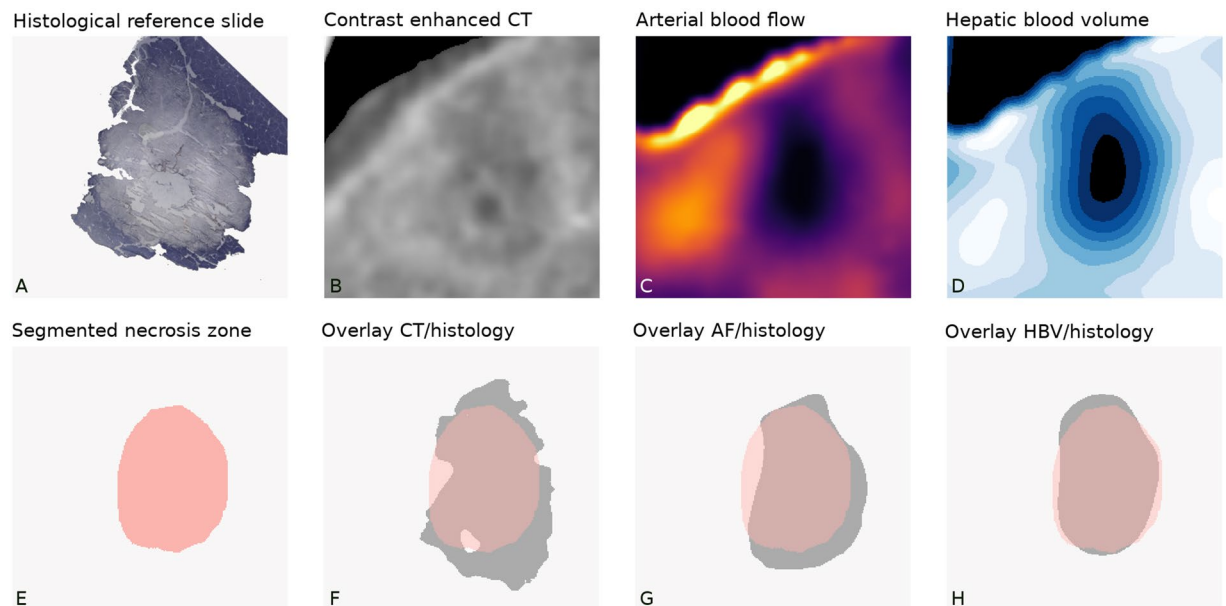 Histological reference slide
Contrast enhanced CT
Arterial blood flow
Hepatic blood volume
A
B
C
D
Segmented necrosis zone
Overlay CT/histology
Overlay AF/histology
Overlay HBV/histology
E
F
G
H